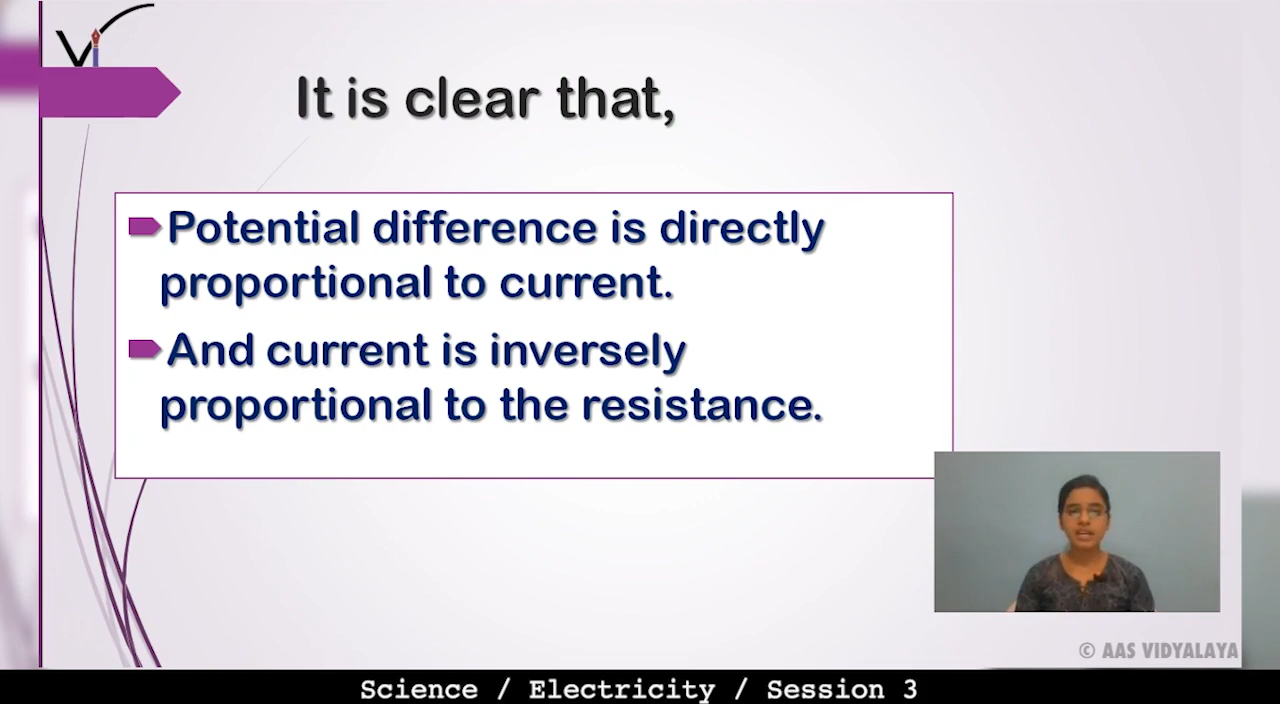 Vi
It is clear that,
Potential difference is directly
proportional to current.
And current is inversely
proportional to the resistance.
© AAS VIDYALAYA
Science / Electricity / Session 3